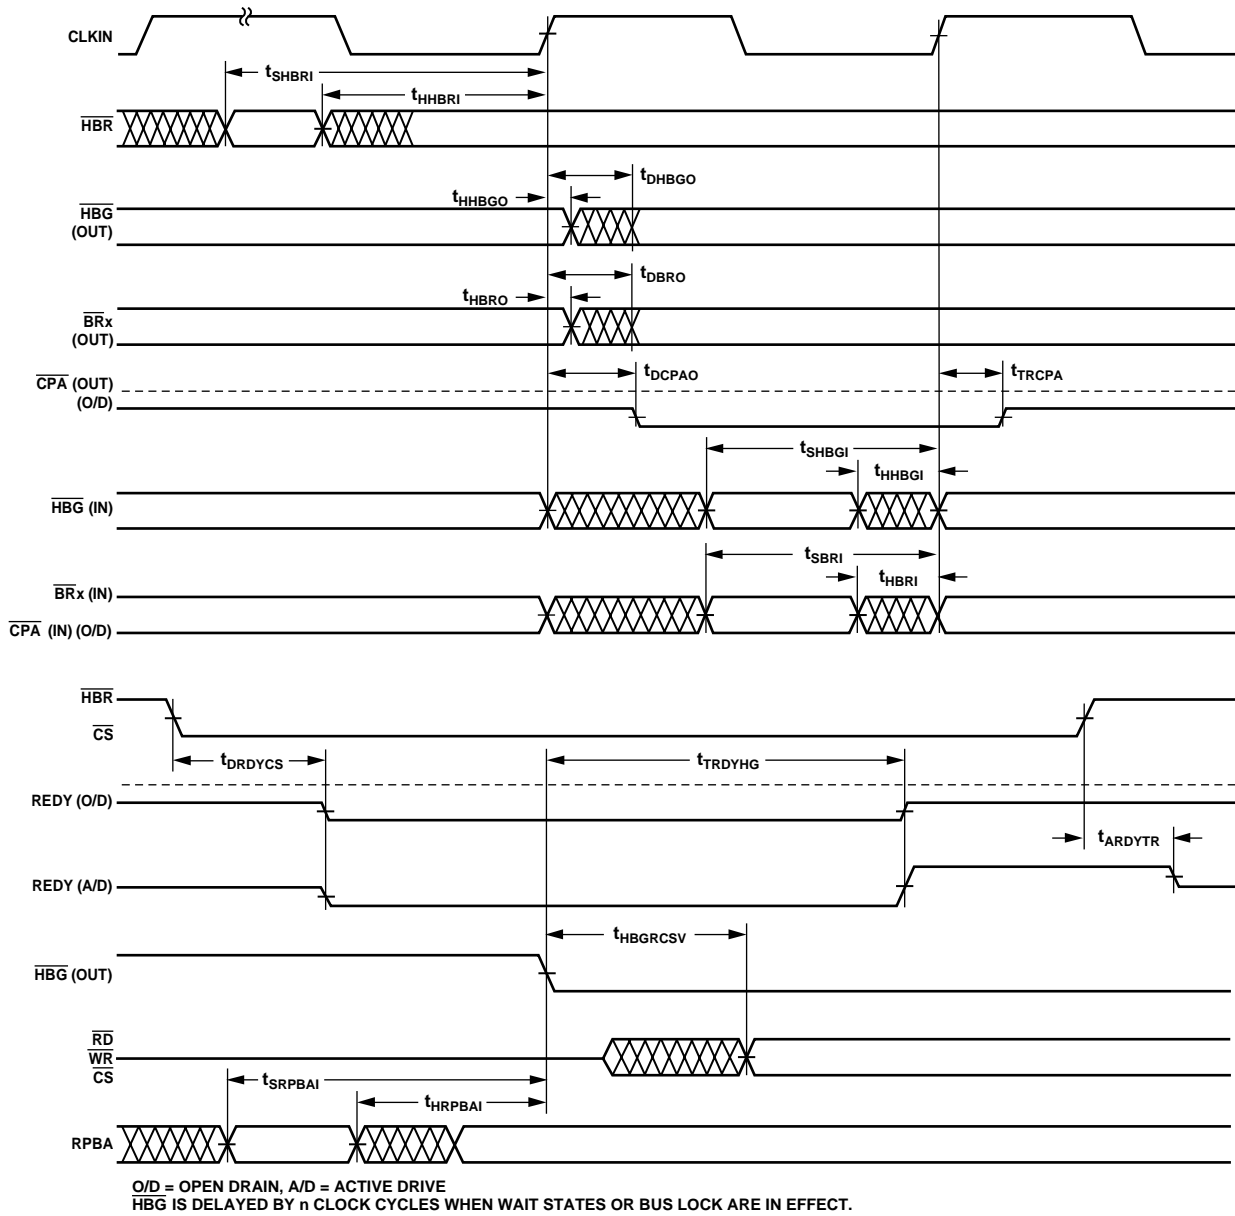 CLKIN
tSHBRI
tHHBRI
HBR
tDHBGO
tHHBGO
HBG
(OUT)
tDBRO
tHBRO
BRx
(OUT)
CPA (OUT)
(O/D)
tDCPAO
tTRCPA
tSHBGI
tHHBGI
HBG (IN)
tSBRI
tHBRI
BRx (IN)
CPA (IN) (O/D)
HBR
CS
tDRDYCS
tTRDYHG
REDY (O/D)
tARDYTR
REDY (A/D)
tHBGRCSV
HBG (OUT)
RD
WR
CS
tSRPBAI
tHRPBAI
RPBA
O/D = OPEN DRAIN, A/D = ACTIVE DRIVE
HBG IS DELAYED BY n CLOCK CYCLES WHEN WAIT STATES OR BUS LOCK ARE IN EFFECT.